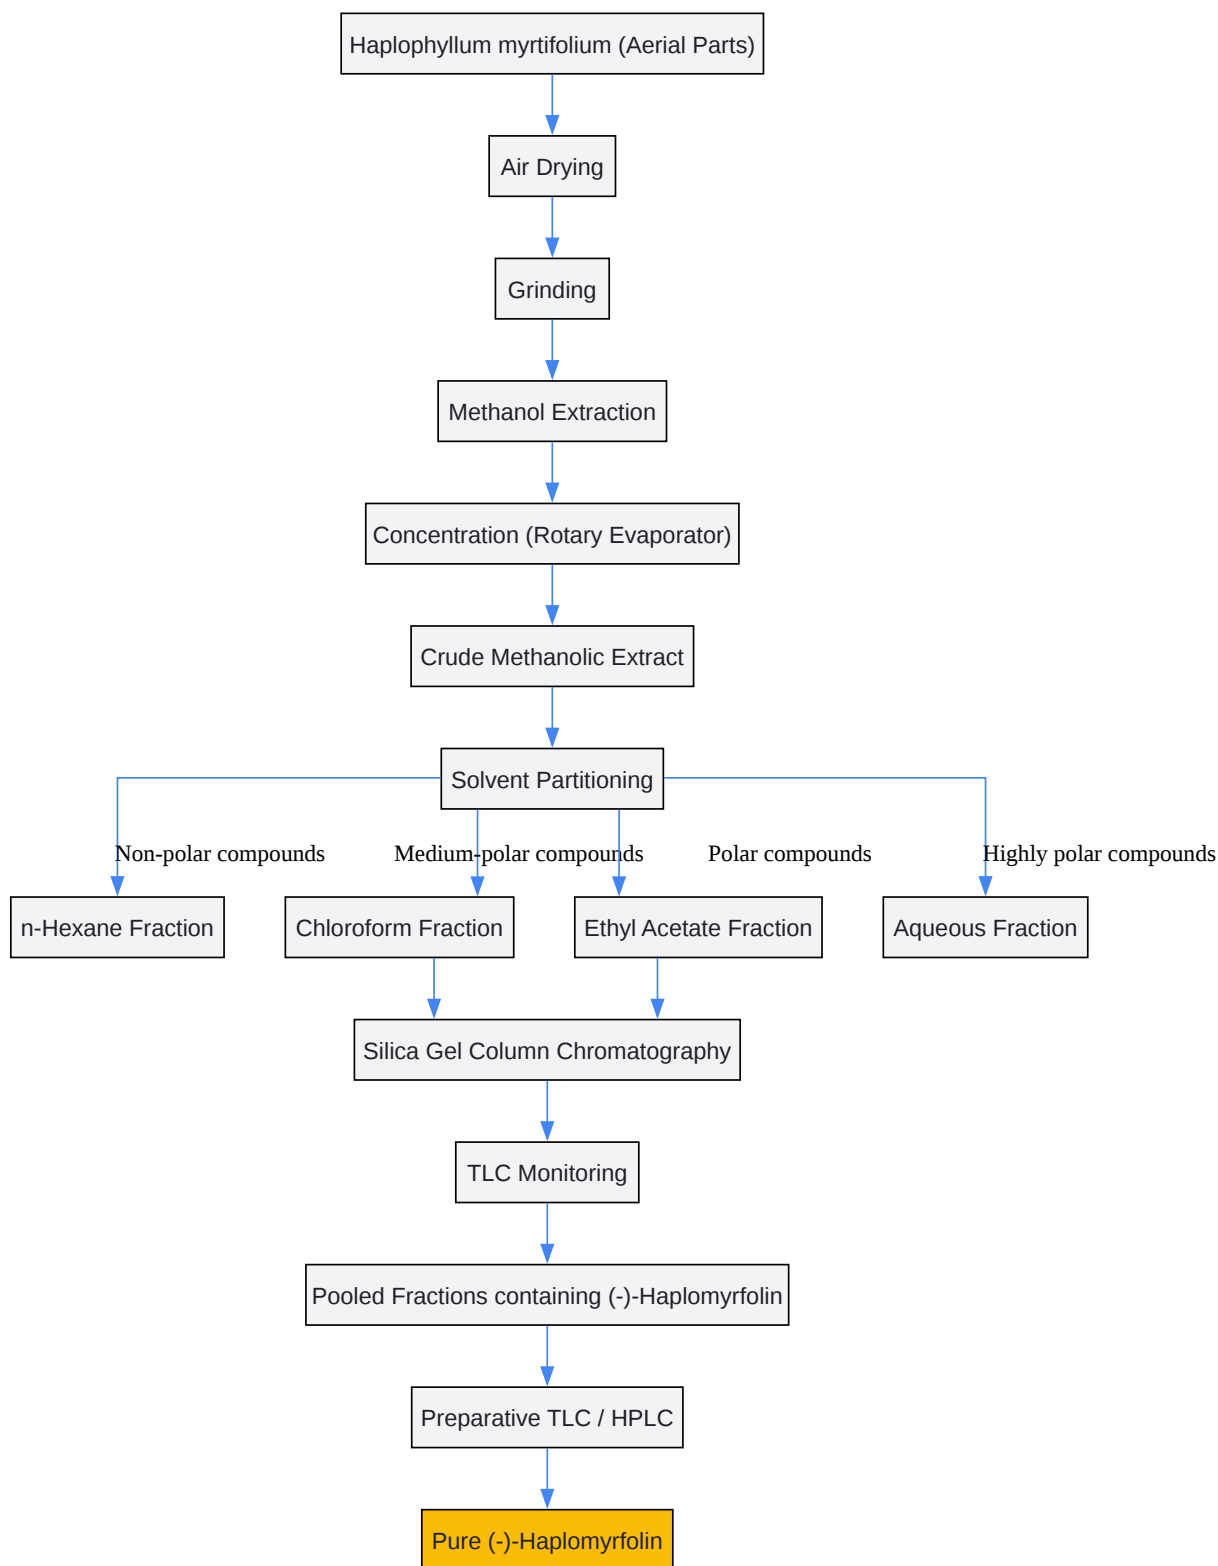 Haplophyllum myrtifolium (Aerial Parts)
Air Drying
Grinding
Methanol Extraction
Concentration (Rotary Evaporator)
Crude Methanolic Extract
Solvent Partitioning
Non-polar compounds
Medium-polar compounds
Polar compounds
Highly polar compounds
n-Hexane Fraction
Chloroform Fraction
Ethyl Acetate Fraction
Aqueous Fraction
Silica Gel Column Chromatography
TLC Monitoring
Pooled Fractions containing (-)-Haplomyrfolin
Preparative TLC / HPLC
Pure (-)-Haplomyrfolin